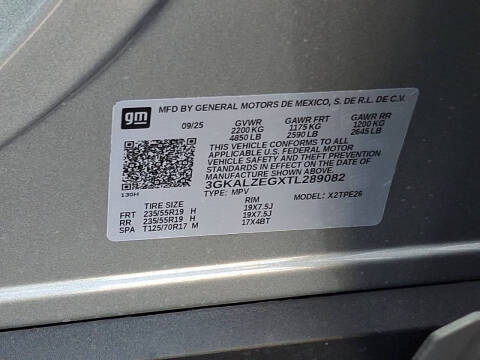 gm
MFD BY GENERAL MOTORS DE MEXICO, S. DE R.L. DE C.V.
09/25 GVWR GAWR FRT GAWR RR
2200 KG 1175 KG 1200 KG
4850 LB 2590 LB 2645 LB
THIS VEHICLE CONFORMS TO ALL
APPLICABLE U.S. FEDERAL MOTOR
VEHICLE SAFETY, BUMPER, AND THEFT
PREVENTION STANDARDS IN
EFFECT ON THE DATE OF
MANUFACTURE SHOWN ABOVE.
3GKALZEGXTL289082
TYPE: MPV MODEL: X2TPE26
130H
TIRE SIZE RIM
FRT 235/55R19 H 19X7.5J
RR 235/55R19 H 19X7.5J
SPA T125/70R17 M 17X4BT